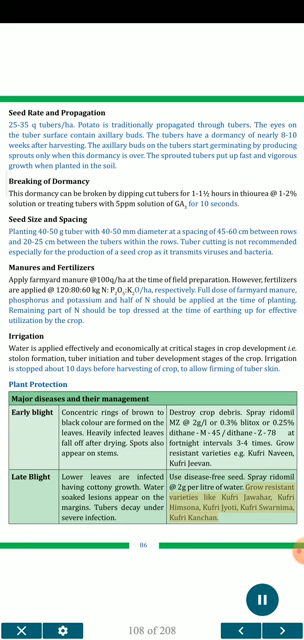 Seed Rate and Propagation
25-35 q tubers/ha. Potato is traditionally propagated through tubers. The eyes on
the tuber surface contain axillary buds. The tubers have a dormancy of nearly 8-10
weeks after harvesting. The axillary buds on the tubers start germinating by producing
sprouts only when this dormancy is over. The sprouted tubers put up fast and vigorous
growth when planted in the soil.
Breaking of Dormancy
This dormancy can be broken by dipping cut tubers for 1-1½ hours in thiourea @ 1-2%
solution or treating tubers with 5ppm solution of GA3 for 10 seconds.
Seed Size and Spacing
Planting 40-50 g tuber with 40-50 mm diameter at a spacing of 45-60 cm between rows
and 20-25 cm between the tubers within the rows. Tuber cutting is not recommended
especially for the production of seed crop as it transmits viruses and bacteria.
Manures and Fertilizers
Apply farmyard manure @100q/ha at the time of field preparation. However, fertilizers
are applied @ 120:80:60 kg N: P2O5:K2O/ha, respectively. Full dose of farmyard manure,
phosphorus and potassium and half of N should be applied at the time of planting.
Remaining part of N should be top dressed at the time of earthing up for effective
utilization by the crop.
Irrigation
Water is applied effectively and economically at critical stages in crop development i.e.
stolon formation, tuber initiation and tuber development stages of the crop. Irrigation
is stopped about 10 days before harvesting of crop, to allow firming of tuber skin.
Plant Protection
Major diseases and their management
Early blight
Concentric rings of brown to
black colour are formed on the
leaves. Heavily infected leaves
fall off after drying. Spots also
appear on stems.
Destroy crop debris. Spray ridomil
MZ @ 2g/l or 0.3% blitox or 0.25%
dithane - M - 45 / dithane - Z - 78 at
fortnight intervals 3-4 times. Grow
resistant varieties e.g. Kufri Naveen,
Kufri Jeevan.
Late Blight
Lower leaves are infected
having cottony growth. Water
soaked lesions appear on the
margins. Tubers decay under
severe infection.
Use disease-free seed. Spray ridomil
@ 2g per litre of water. Grow resistant
varieties like Kufri Jawahar, Kufri
Himsona, Kufri Jyoti, Kufri Swarnima,
Kufri Kanchan.
86
108 of 208